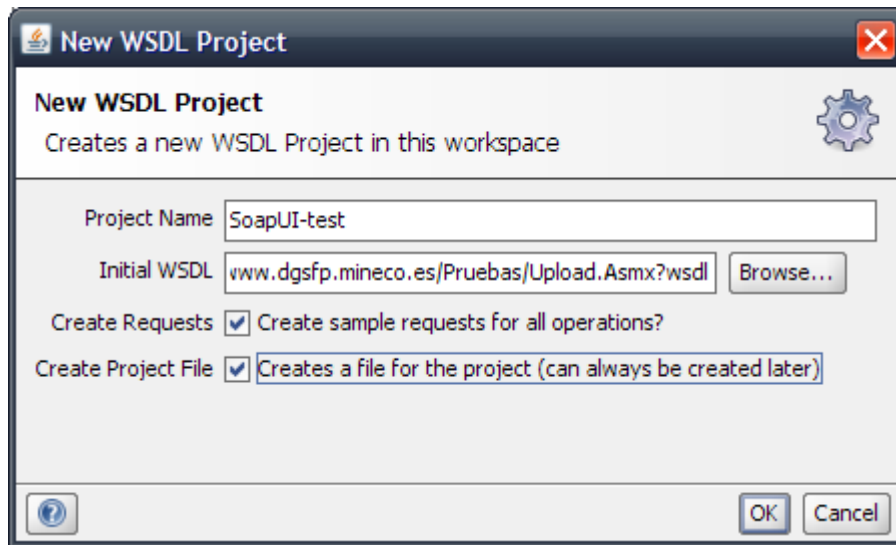 New WSDL Project
New WSDL Project
Creates a new WSDL Project in this workspace
Project Name SoapUI-test
Initial WSDL www.dgsfp.mineco.es/Pruebas/Upload.Asmx?wsdl Browse...
Create Requests Create sample requests for all operations?
Create Project File Creates a file for the project (can always be created later)
? OK Cancel